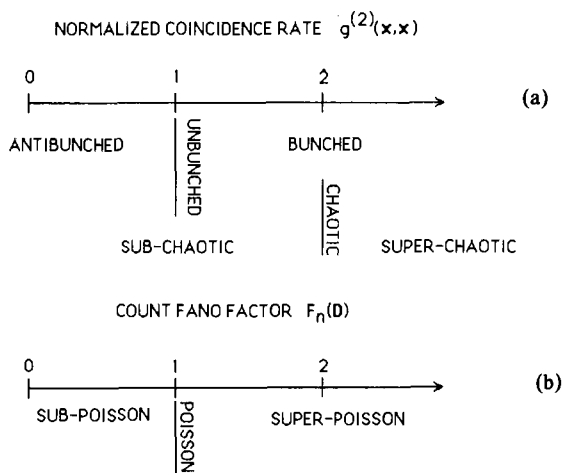 NORMALIZED COINCIDENCE RATE g(2)(x,x)
0 1 2
(a)
ANTIBUNCHED
UNBUNCHED
BUNCHED
CHAOTIC
SUB-CHAOTIC
SUPER-CHAOTIC
COUNT FANO FACTOR Fn(D)
0 1 2
(b)
SUB-POISSON
POISSON
SUPER-POISSON